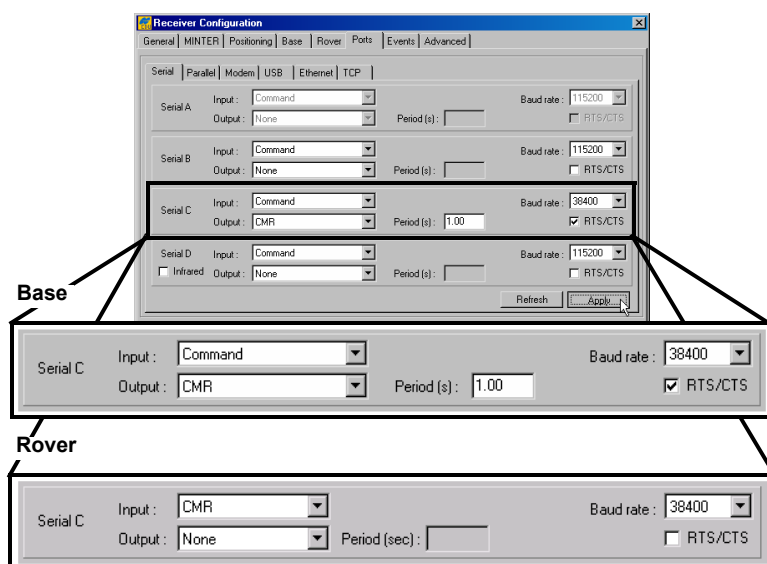 Receiver Configuration
General MINTER Positioning Base Rover Ports Events Advanced
Serial Parallel Modem USB Ethernet TCP
Serial A Input : Command Baud rate : 115200
Output : None Period (s) : RTS/CTS
Serial B Input : Command Baud rate : 115200
Output : None Period (s) : RTS/CTS
Serial C Input : Command Baud rate : 38400
Output : CMR Period (s) : 1.00 RTS/CTS
Serial D Input : Command Baud rate : 115200
Infrared Output : None Period (s) : RTS/CTS
Refresh Apply
Base
Serial C Input : Command Baud rate : 38400
Output : CMR Period (s) : 1.00 RTS/CTS
Rover
Serial C Input : CMR Baud rate : 38400
Output : None Period (sec) : RTS/CTS